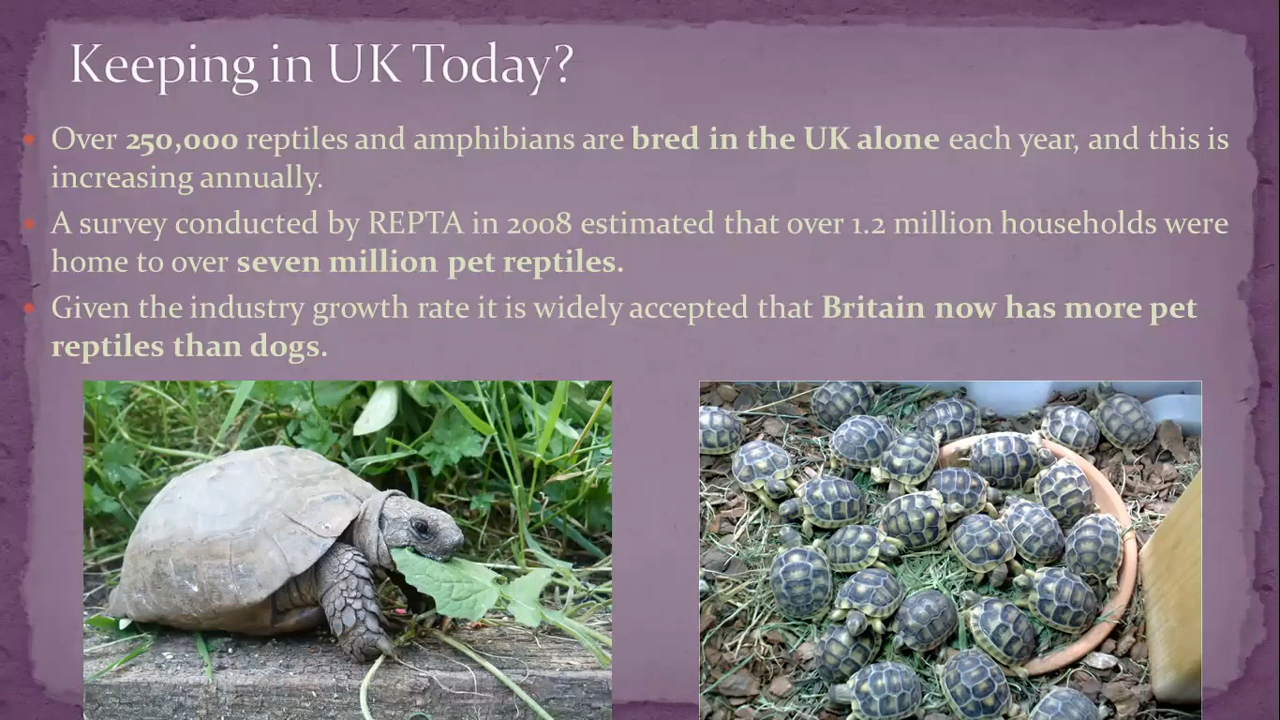 Keeping in UK Today?
Over 250,000 reptiles and amphibians are bred in the UK alone each year, and this is
increasing annually.
A survey conducted by REPTA in 2008 estimated that over 1.2 million households were
home to over seven million pet reptiles.
Given the industry growth rate it is widely accepted that Britain now has more pet
reptiles than dogs.